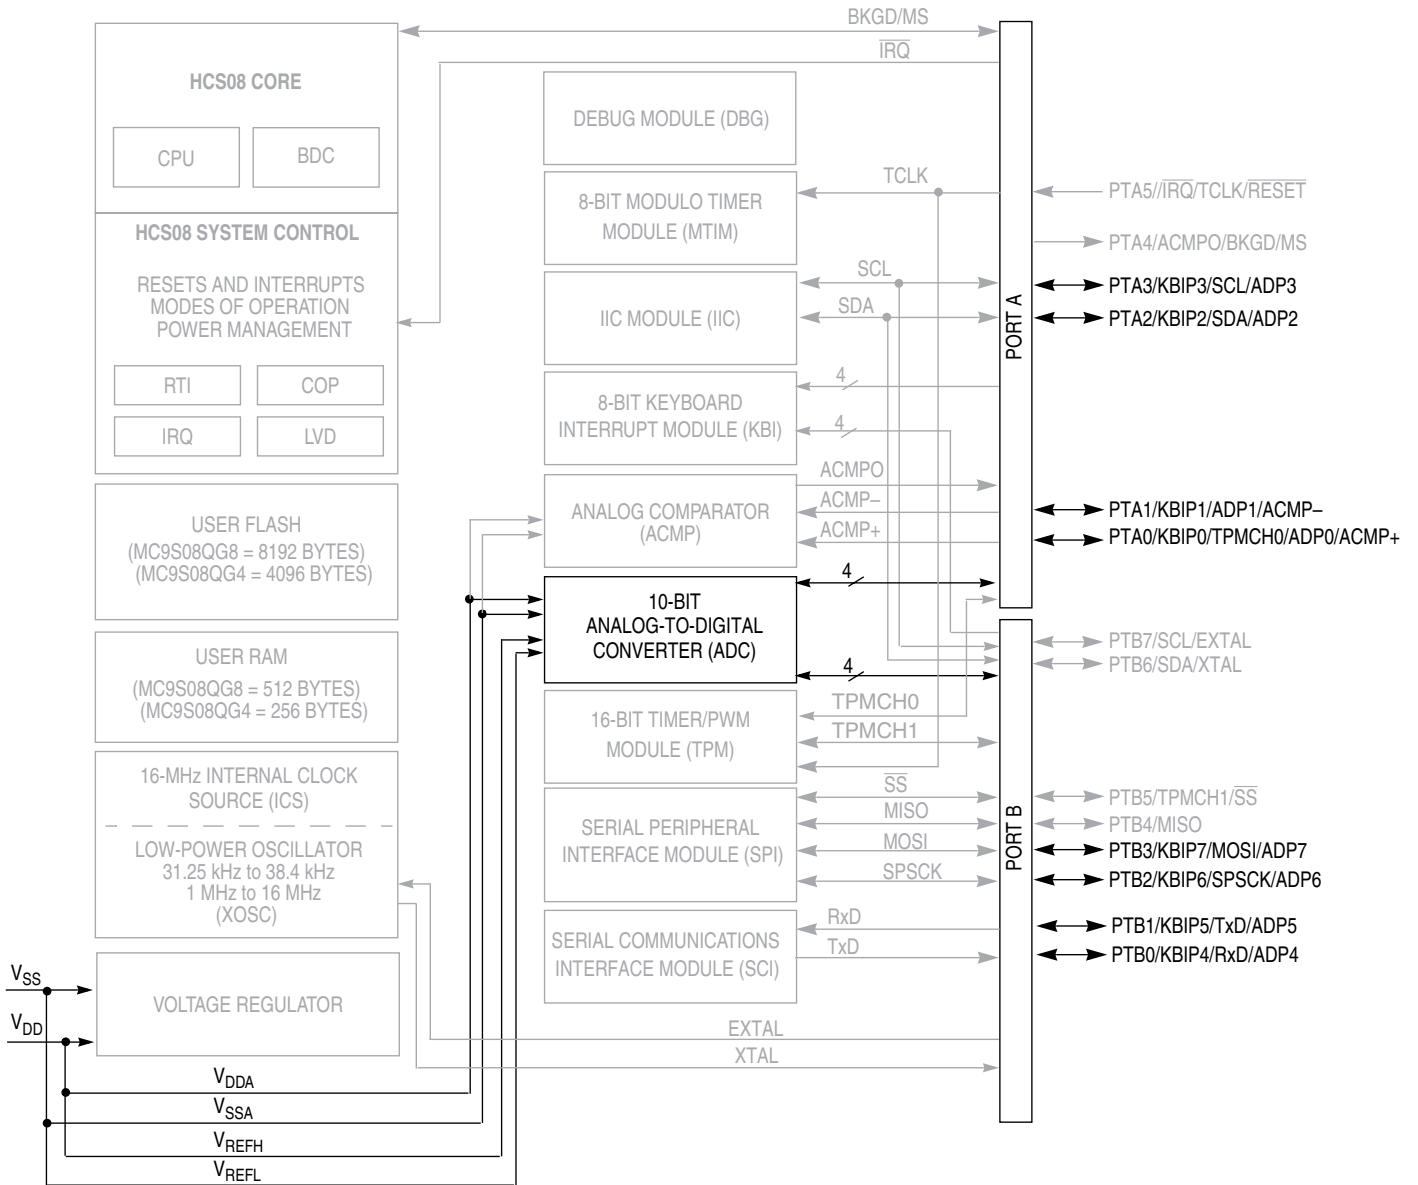 BKGD/MS
IRQ
HCS08 CORE
CPU
BDC
HCS08 SYSTEM CONTROL
RESETS AND INTERRUPTS
MODES OF OPERATION
POWER MANAGEMENT
RTI
COP
IRQ
LVD
USER FLASH
(MC9S08QG8 = 8192 BYTES)
(MC9S08QG4 = 4096 BYTES)
USER RAM
(MC9S08QG8 = 512 BYTES)
(MC9S08QG4 = 256 BYTES)
16-MHz INTERNAL CLOCK
SOURCE (ICS)
LOW-POWER OSCILLATOR
31.25 kHz to 38.4 kHz
1 MHz to 16 MHz
(XOSC)
VSS
VDD
VOLTAGE REGULATOR
VDDA
VSSA
VREFH
VREFL
DEBUG MODULE (DBG)
8-BIT MODULO TIMER
MODULE (MTIM)
TCLK
IIC MODULE (IIC)
SCL
SDA
8-BIT KEYBOARD
INTERRUPT MODULE (KBI)
4
4
ANALOG COMPARATOR
(ACMP)
ACMPO
ACMP–
ACMP+
10-BIT
ANALOG-TO-DIGITAL
CONVERTER (ADC)
4
4
16-BIT TIMER/PWM
MODULE (TPM)
TPMCH0
TPMCH1
SERIAL PERIPHERAL
INTERFACE MODULE (SPI)
SS
MISO
MOSI
SPSCK
SERIAL COMMUNICATIONS
INTERFACE MODULE (SCI)
RxD
TxD
EXTAL
XTAL
PORT A
PTA5//IRQ/TCLK/RESET
PTA4/ACMPO/BKGD/MS
PTA3/KBIP3/SCL/ADP3
PTA2/KBIP2/SDA/ADP2
PTA1/KBIP1/ADP1/ACMP–
PTA0/KBIP0/TPMCH0/ADP0/ACMP+
PORT B
PTB7/SCL/EXTAL
PTB6/SDA/XTAL
PTB5/TPMCH1/SS
PTB4/MISO
PTB3/KBIP7/MOSI/ADP7
PTB2/KBIP6/SPSCK/ADP6
PTB1/KBIP5/TxD/ADP5
PTB0/KBIP4/RxD/ADP4